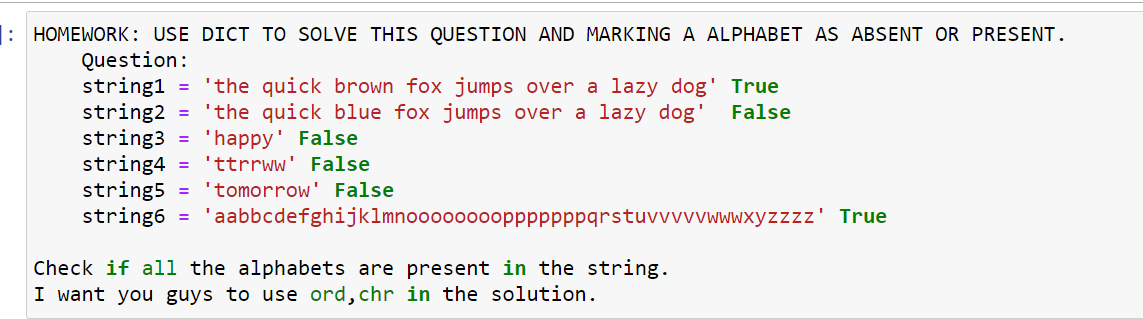 ]: HOMEWORK: USE DICT TO SOLVE THIS QUESTION AND MARKING A ALPHABET AS ABSENT OR PRESENT.
Question:
string1 = 'the quick brown fox jumps over a lazy dog' True
string2 = 'the quick blue fox jumps over a lazy dog'  False
string3 = 'happy' False
string4 = 'ttrrww' False
string5 = 'tomorrow' False
string6 = 'aabbcdefghijklmnooooooooopppppppqrstuvvvvvwwwxyzzzz' True
Check if all the alphabets are present in the string.
I want you guys to use ord,chr in the solution.